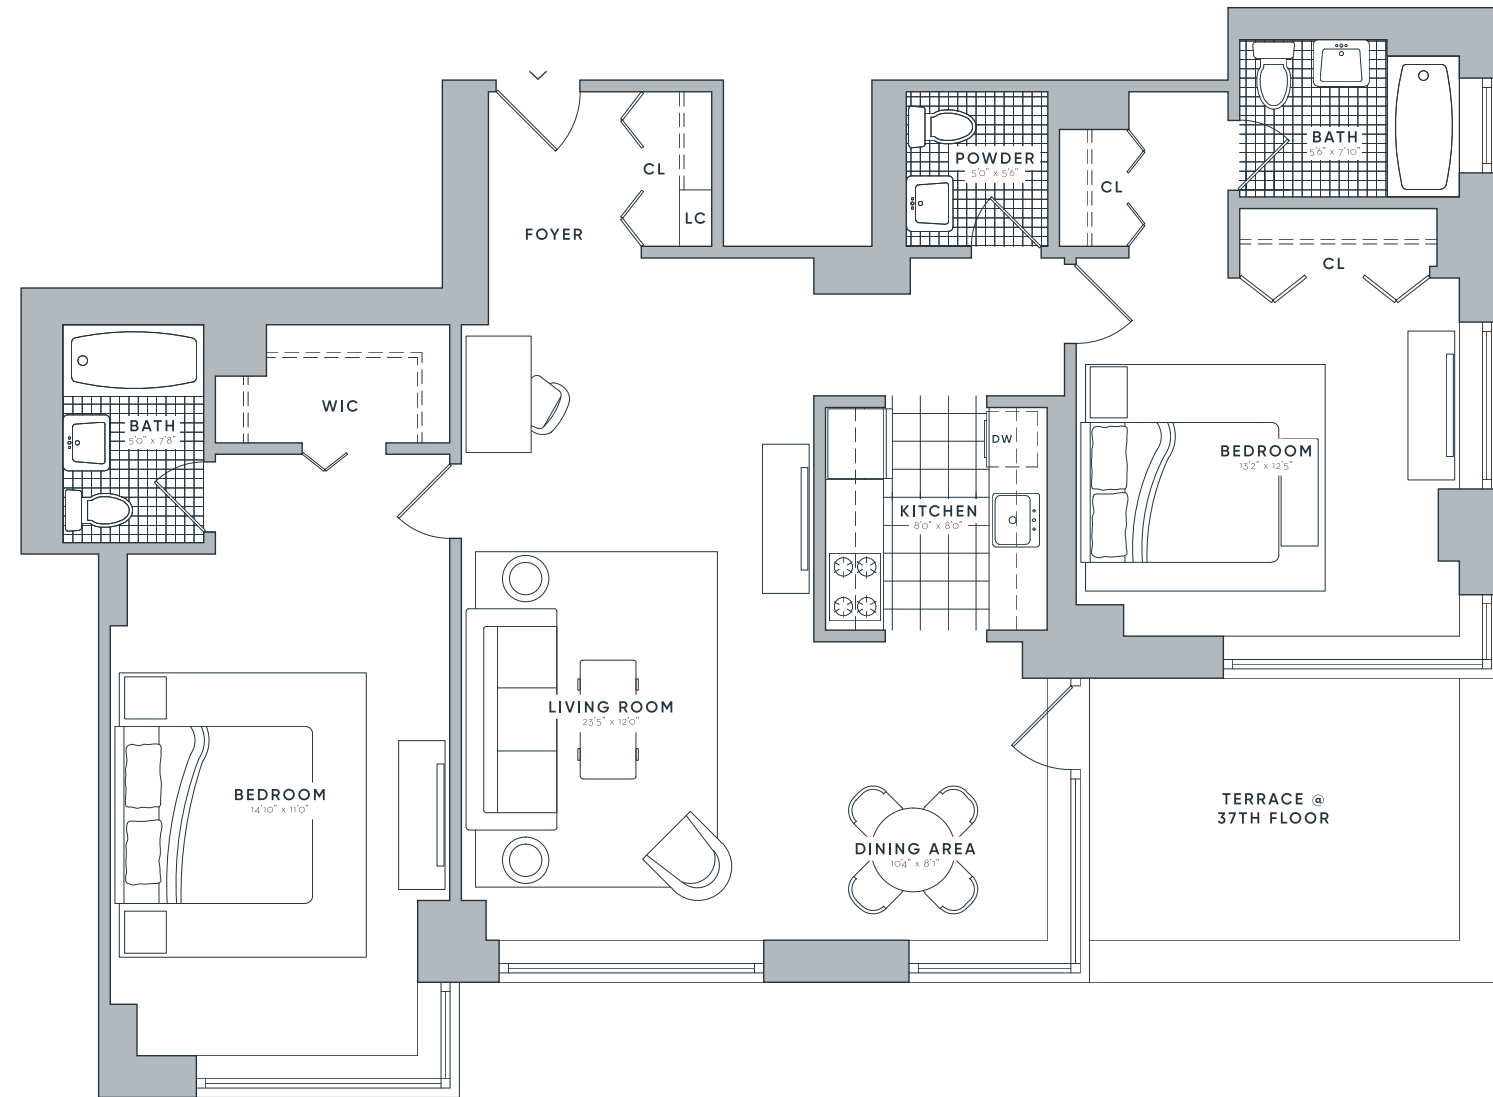 BATH
5'6" x 7'10"
POWDER
5'0" x 5'6"
CL
CL
LC
FOYER
CL
WIC
BATH
5'0" x 7'8"
DW
BEDROOM
13'2" x 12'5"
KITCHEN
8'0" x 8'0"
LIVING ROOM
23'5" x 12'0"
BEDROOM
14'10" x 11'0"
TERRACE @
37TH FLOOR
DINING AREA
10'4" x 8'1"